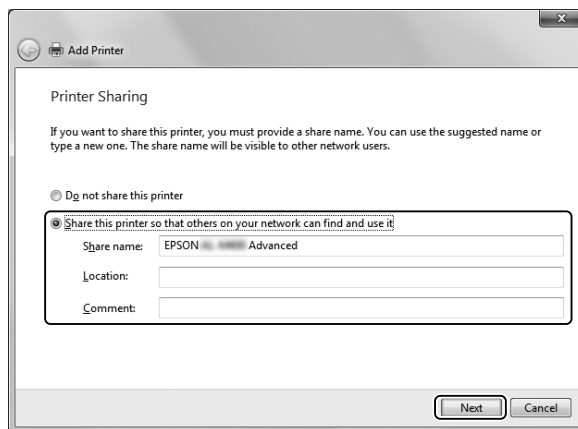 Add Printer
Printer Sharing
If you want to share this printer, you must provide a share name. You can use the suggested name or
type a new one. The share name will be visible to other network users.
Do not share this printer
Share this printer so that others on your network can find and use it
Share name: EPSON Advanced
Location:
Comment:
Next Cancel